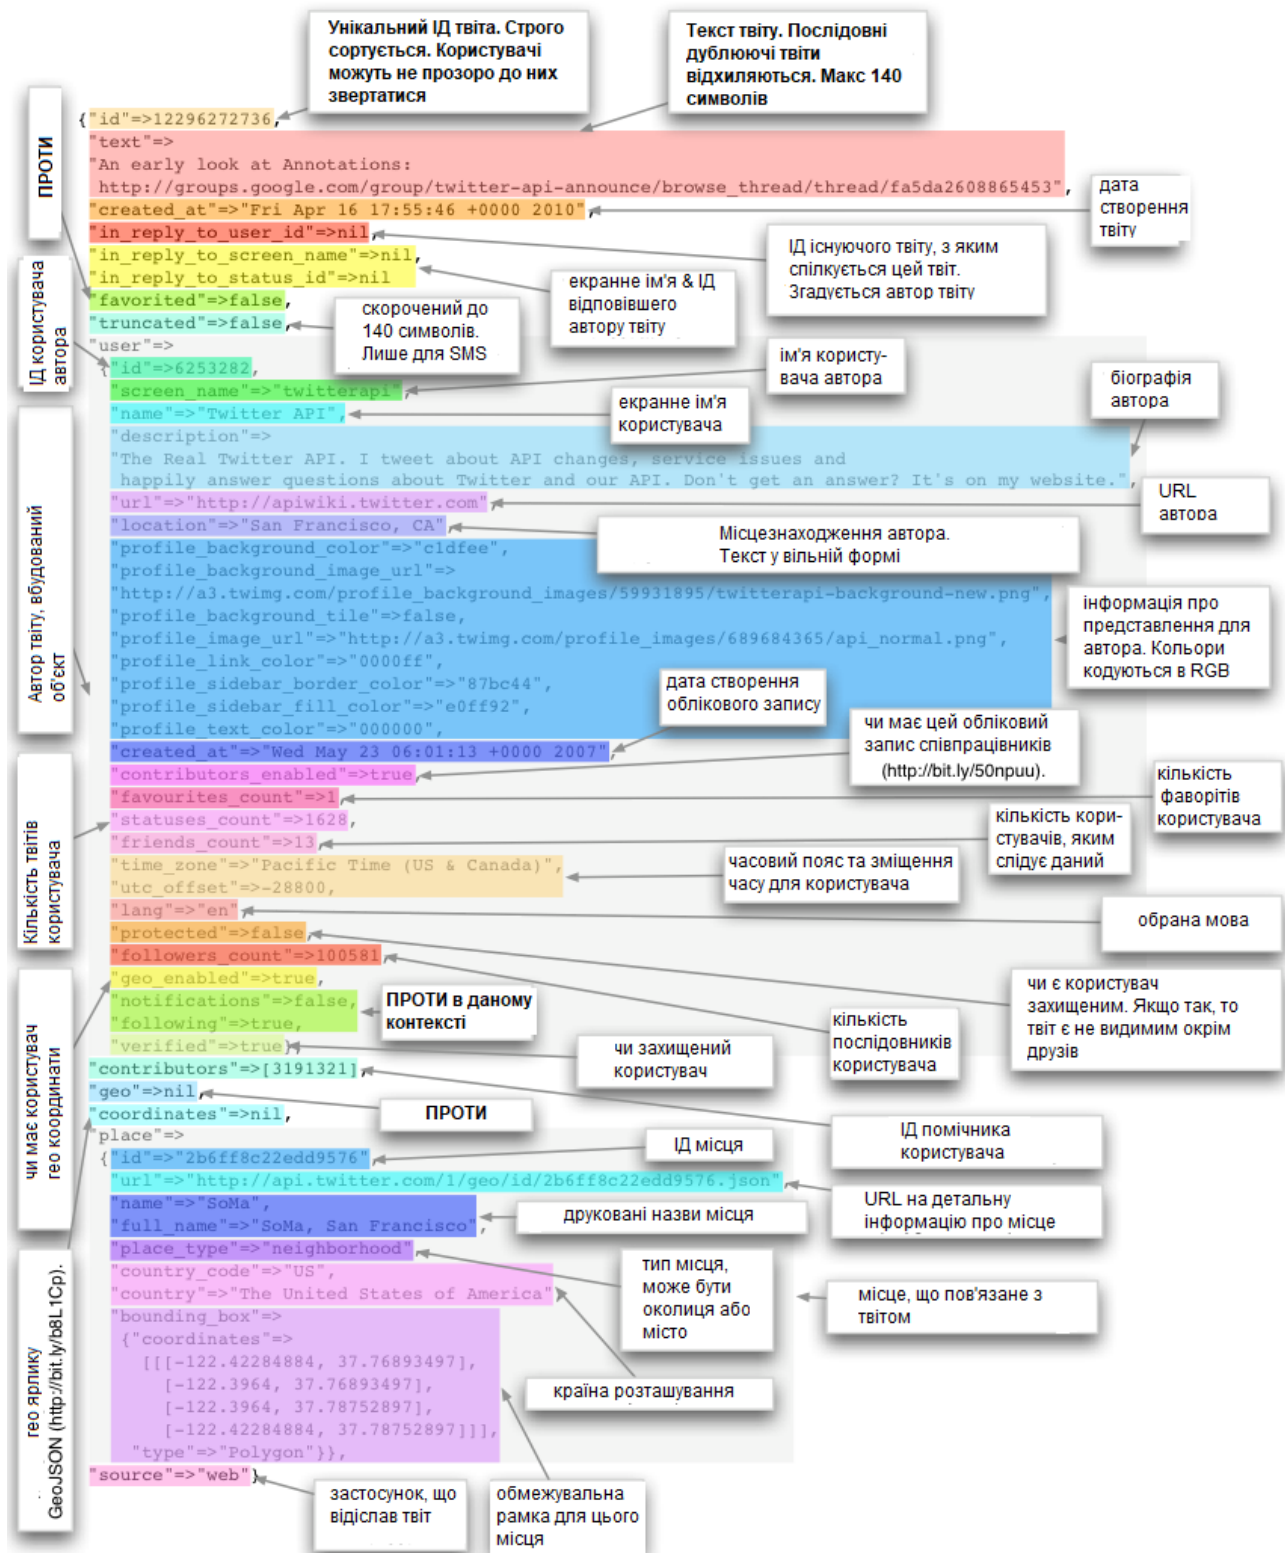 Унікальний ІД твіта. Строго
сортується. Користувачі
можуть не прозоро до них
звертатися
Текст твіту. Послідовні
дублюючі твіти
відхиляються. Макс 140
символів
ПРОТИ
{"id"=>12296272736,
"text"=>
"An early look at Annotations:
http://groups.google.com/group/twitter-api-announce/browse_thread/thread/fa5da2608865453",
"created_at"=>"Fri Apr 16 17:55:46 +0000 2010",
дата
створення
твіту
"in_reply_to_user_id"=>nil,
ІД існуючого твіту, з яким
спілкується цей твіт.
Згадується автор твіту
"in_reply_to_screen_name"=>nil,
"in_reply_to_status_id"=>nil
екранне ім'я & ІД
відповівшего
автору твіту
"favorited"=>false,
"truncated"=>false,
скорочений до
140 символів.
Лише для SMS
ІД користувача
автора
"user"=>
{"id"=>6253282,
"screen_name"=>"twitterapi",
ім'я користу-
вача автора
"name"=>"Twitter API",
екранне ім'я
користувача
біографія
автора
"description"=>
"The Real Twitter API. I tweet about API changes, service issues and
happily answer questions about Twitter and our API. Don't get an answer? It's on my website.",
"url"=>"http://apiwiki.twitter.com",
URL
автора
"location"=>"San Francisco, CA",
Місцезнаходження автора.
Текст у вільній формі
Автор твіту, вбудований
об'єкт
"profile_background_color"=>"c1dfee",
"profile_background_image_url"=>
"http://a3.twimg.com/profile_background_images/59931895/twitterapi-background-new.png",
"profile_background_tile"=>false,
"profile_image_url"=>"http://a3.twimg.com/profile_images/689684365/api_normal.png",
"profile_link_color"=>"0000ff",
"profile_sidebar_border_color"=>"87bc44",
"profile_sidebar_fill_color"=>"e0ff92",
"profile_text_color"=>"000000",
інформація про
представлення для
автора. Кольори
кодуються в RGB
дата створення
облікового запису
"created_at"=>"Wed May 23 06:01:13 +0000 2007",
"contributors_enabled"=>true,
чи має цей обліковий
запис співпрацівників
(http://bit.ly/50npuu).
"favourites_count"=>1,
кількість
фаворітів
користувача
"statuses_count"=>1628,
Кількість твітів
користувача
"friends_count"=>13,
кількість кори-
стувачів, яким
слідує даний
"time_zone"=>"Pacific Time (US & Canada)",
"utc_offset"=>-28800,
часовий пояс та зміщення
часу для користувача
"lang"=>"en",
обрана мова
"protected"=>false,
чи є користувач
захищеним. Якщо так, то
твіт є не видимим окрім
друзів
"followers_count"=>100581,
кількість
послідовників
користувача
"geo_enabled"=>true,
чи має користувач
гео координати
"notifications"=>false,
"following"=>true,
ПРОТИ в даному
контексті
"verified"=>true},
чи захищений
користувач
"contributors"=>[3191321],
ІД помічника
користувача
"geo"=>nil,
ПРОТИ
"coordinates"=>nil,
гео ярлику
GeoJSON (http://bit.ly/b8L1Cp).
"place"=>
{"id"=>"2b6ff8c22edd9576",
ІД місця
"url"=>"http://api.twitter.com/1/geo/id/2b6ff8c22edd9576.json",
URL на детальну
інформацію про місце
"name"=>"SoMa",
"full_name"=>"SoMa, San Francisco",
друковані назви місця
"place_type"=>"neighborhood",
тип місця,
може бути
околиця або
місто
"country_code"=>"US",
"country"=>"The United States of America",
країна розташування
місце, що пов'язане з
твітом
"bounding_box"=>
{"coordinates"=>
[[[-122.42284884, 37.76893497],
[-122.3964, 37.76893497],
[-122.3964, 37.78752897],
[-122.42284884, 37.78752897]]],
"type"=>"Polygon"}},
обмежувальна
рамка для цього
місця
"source"=>"web"}
застосунок, що
відіслав твіт